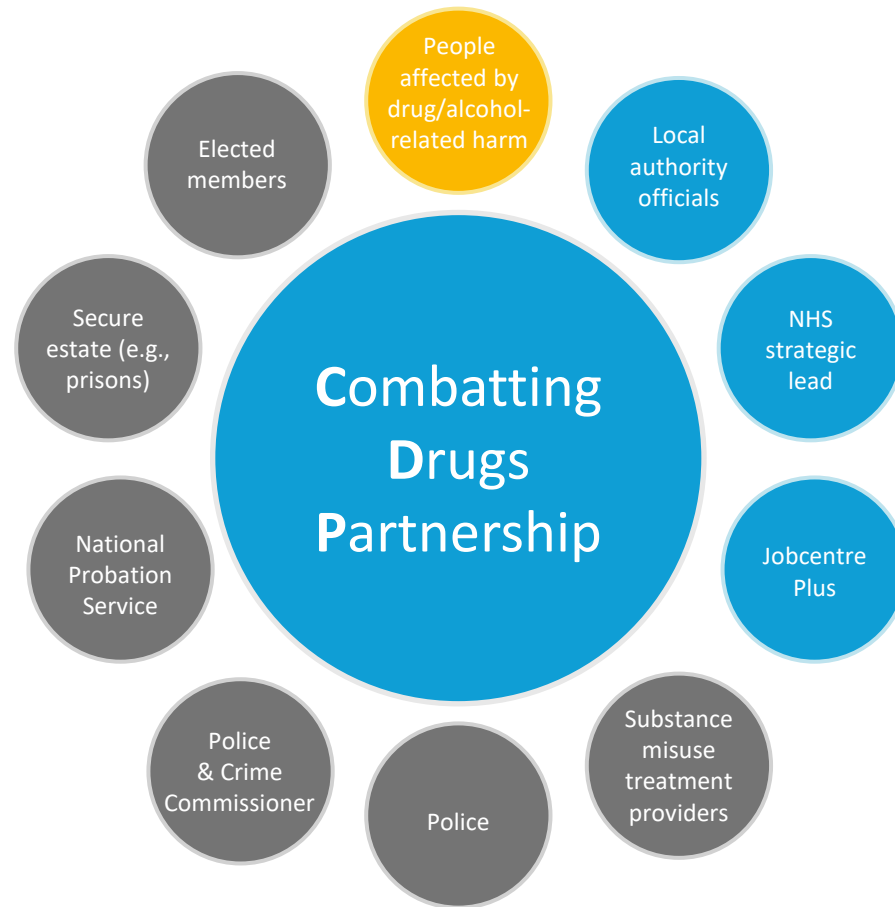 People
affected by
drug/alcohol-
related harm
Local
authority
officials
NHS
strategic
lead
Jobcentre
Plus
Substance
misuse
treatment
providers
Police
Police
& Crime
Commissioner
National
Probation
Service
Secure
estate (e.g.,
prisons)
Elected
members
Combatting
Drugs
Partnership